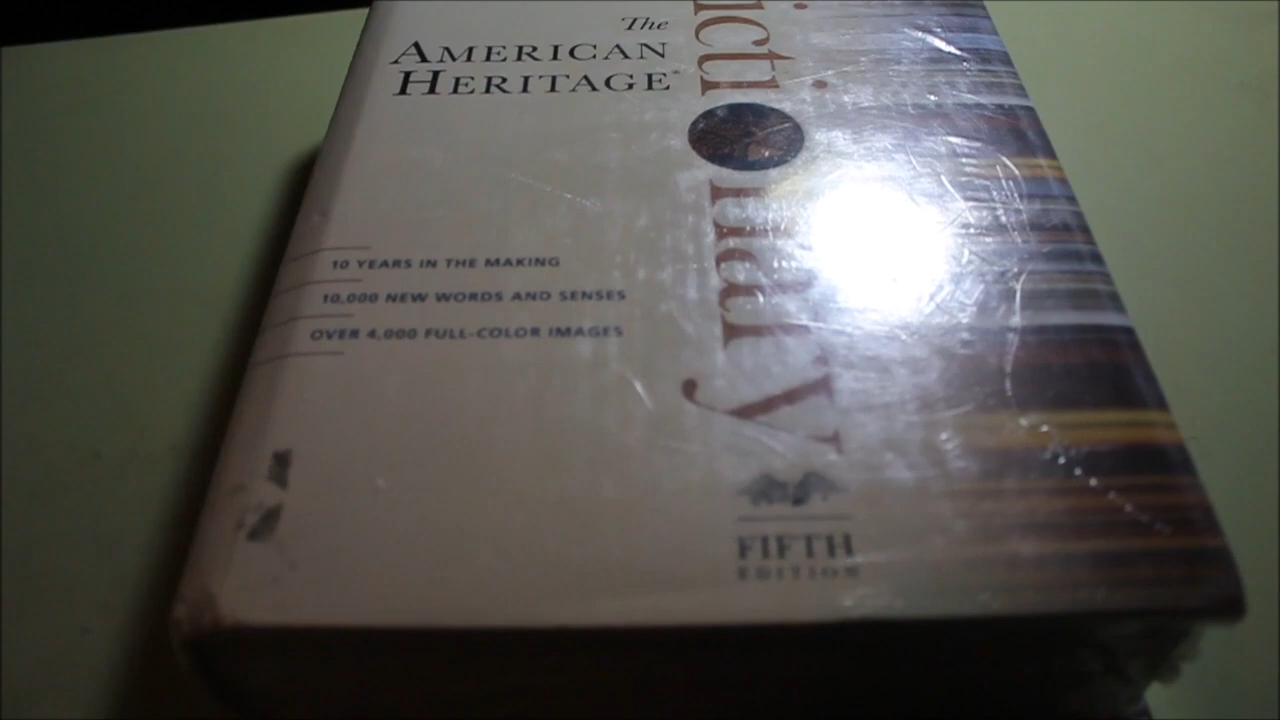 The
AMERICAN
HERITAGE®
icti
nary
10 YEARS IN THE MAKING
10,000 NEW WORDS AND SENSES
OVER 4,000 FULL-COLOR IMAGES
FIFTH
EDITION